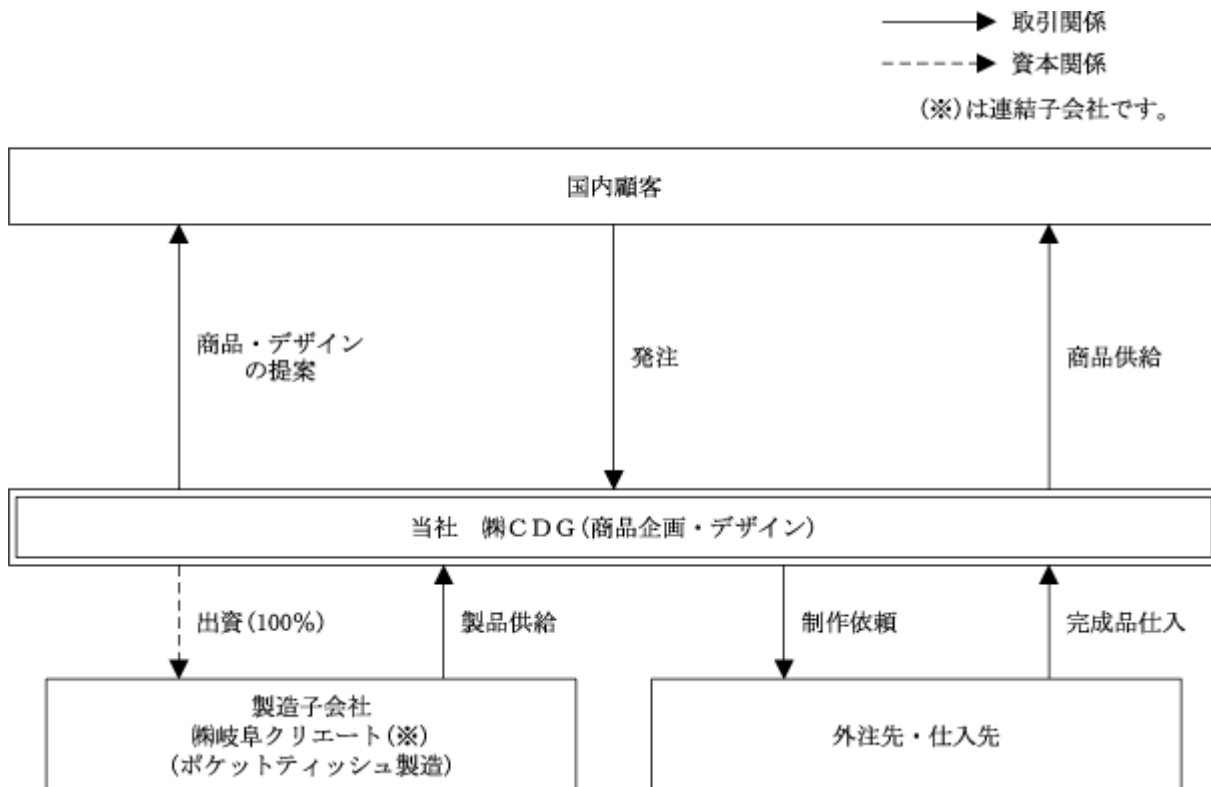 取引関係
資本関係
(※)は連結子会社です。
国内顧客
商品・デザイン
の提案
発注
商品供給
当社　㈱ＣＤＧ(商品企画・デザイン)
出資(100％)
製品供給
制作依頼
完成品仕入
製造子会社
㈱岐阜クリエート(※)
(ポケットティッシュ製造)
外注先・仕入先